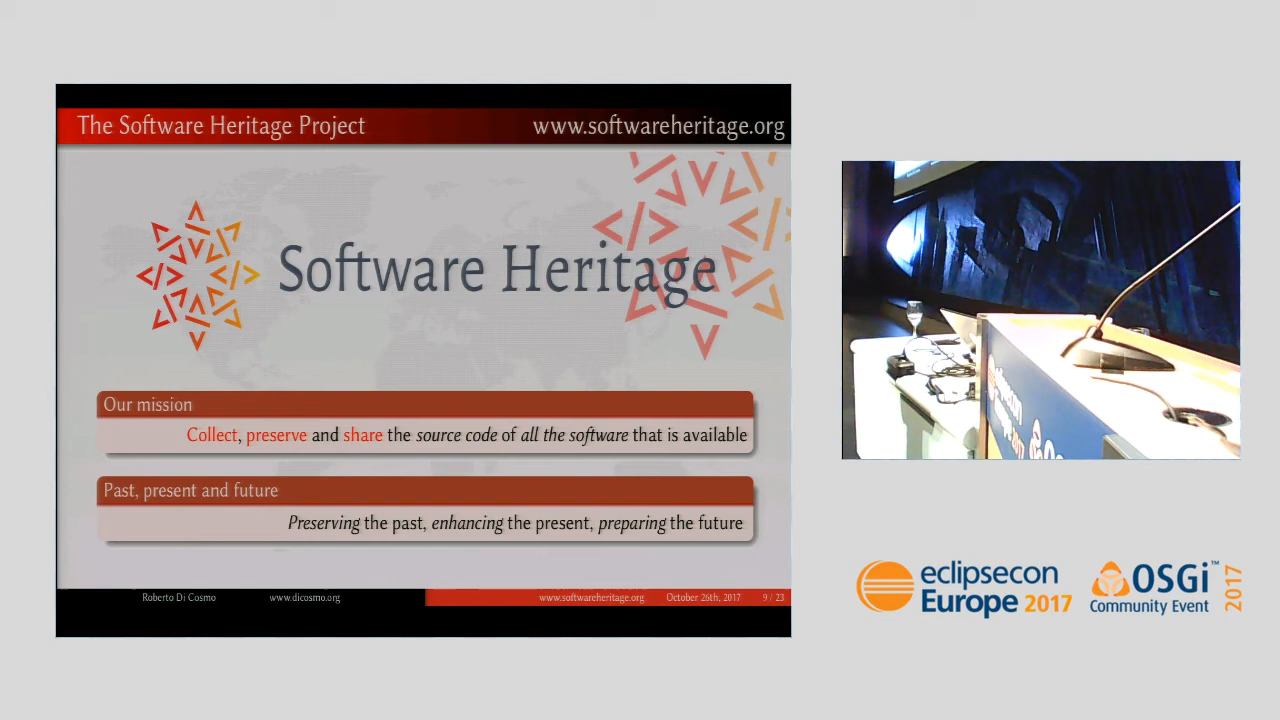 The Software Heritage Project
www.softwareheritage.org
Software Heritage
Our mission
Collect, preserve and share the source code of all the software that is available
Past, present and future
Preserving the past, enhancing the present, preparing the future
Roberto Di Cosmo
www.dicosmo.org
www.softwareheritage.org
October 26th, 2017
9 / 23
eclipsecon
Europe 2017
OSGi™
Community Event
2017